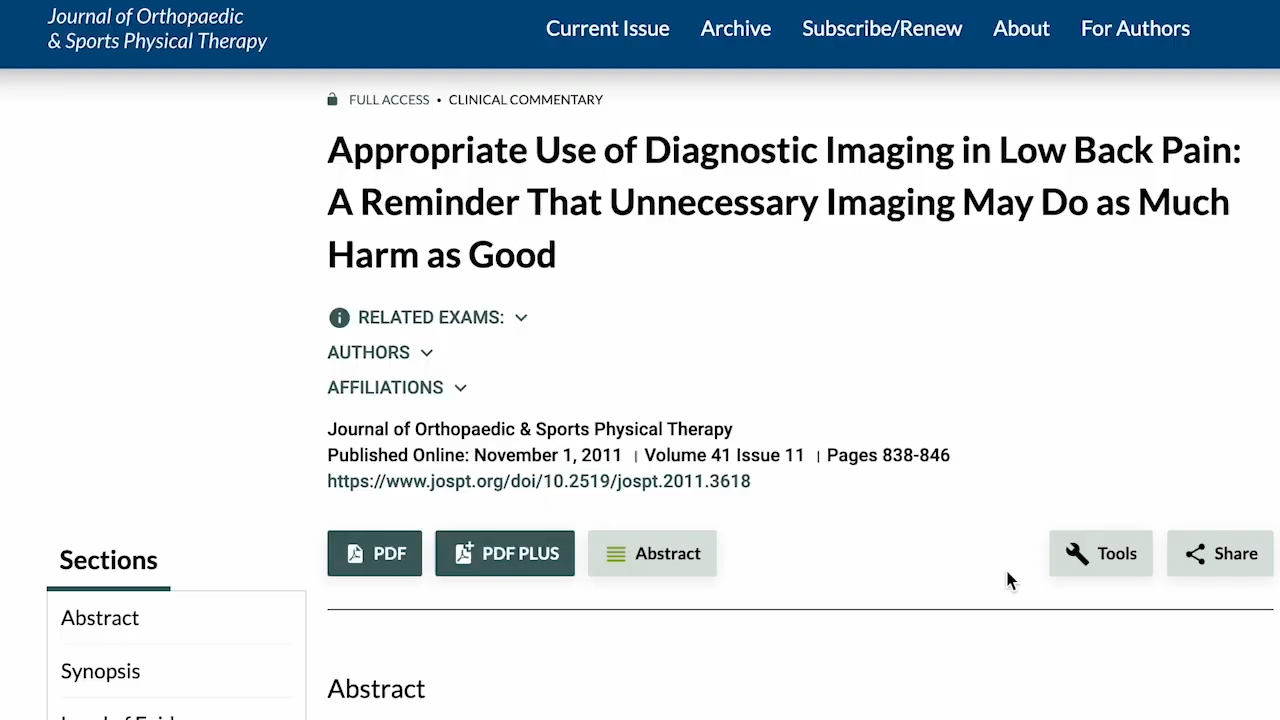 Journal of Orthopaedic
& Sports Physical Therapy
Current Issue Archive Subscribe/Renew About For Authors
FULL ACCESS • CLINICAL COMMENTARY
Appropriate Use of Diagnostic Imaging in Low Back Pain:
A Reminder That Unnecessary Imaging May Do as Much
Harm as Good
RELATED EXAMS:
AUTHORS
AFFILIATIONS
Journal of Orthopaedic & Sports Physical Therapy
Published Online: November 1, 2011 | Volume 41 Issue 11 | Pages 838-846
https://www.jospt.org/doi/10.2519/jospt.2011.3618
PDF PDF PLUS Abstract Tools Share
Sections
Abstract
Synopsis
Abstract